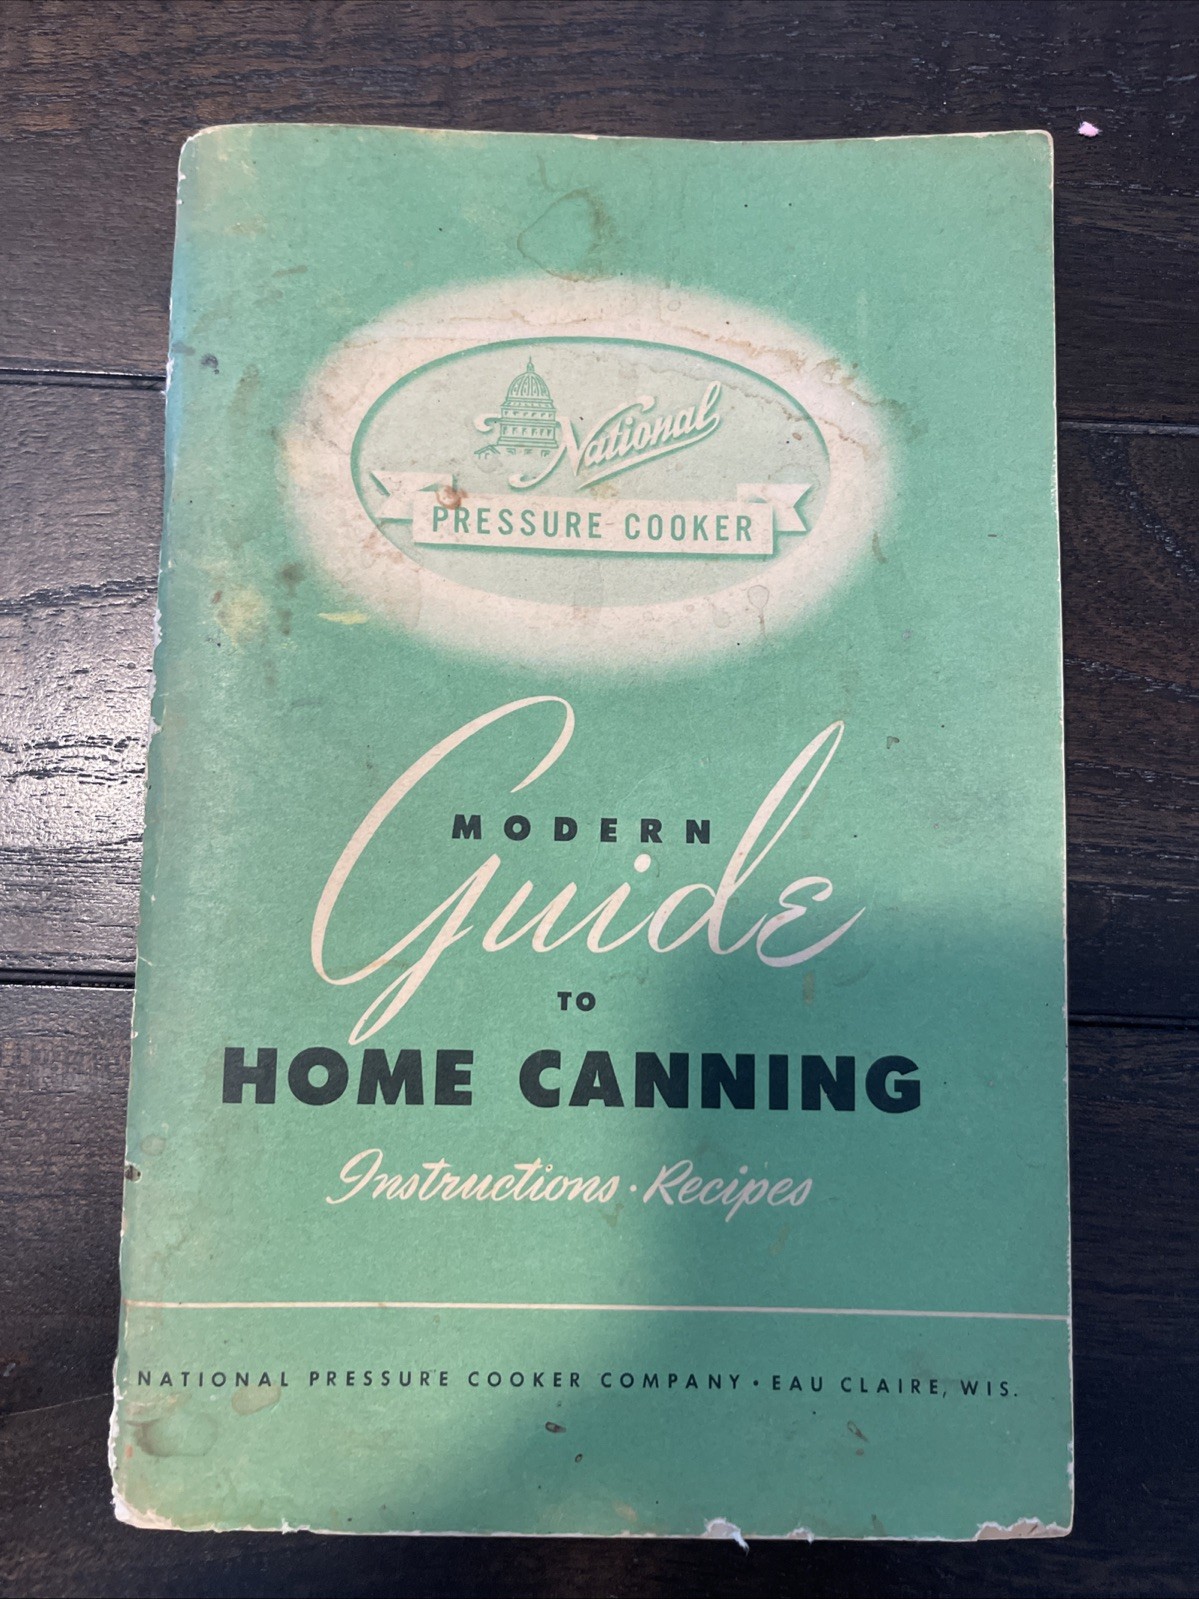 National
PRESSURE COOKER
MODERN
Guide
TO
HOME CANNING
Instructions · Recipes
NATIONAL PRESSURE COOKER COMPANY • EAU CLAIRE, WIS.